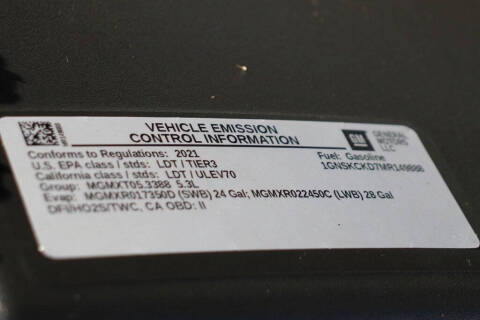 VEHICLE EMISSION
CONTROL INFORMATION
GM
GENERAL
MOTORS
LLC
Conforms to Regulations: 2021
Fuel: Gasoline
U.S. EPA class / stds: LDT / TIER3
California class / stds: LDT / ULEV70
Group: MGMXT05.3388 5.3L
Evap: MGMXR017350D (SWB) 24 Gal; MGMXR022450C (LWB) 28 Gal
DFI/HO2S/TWC, CA OBD: II